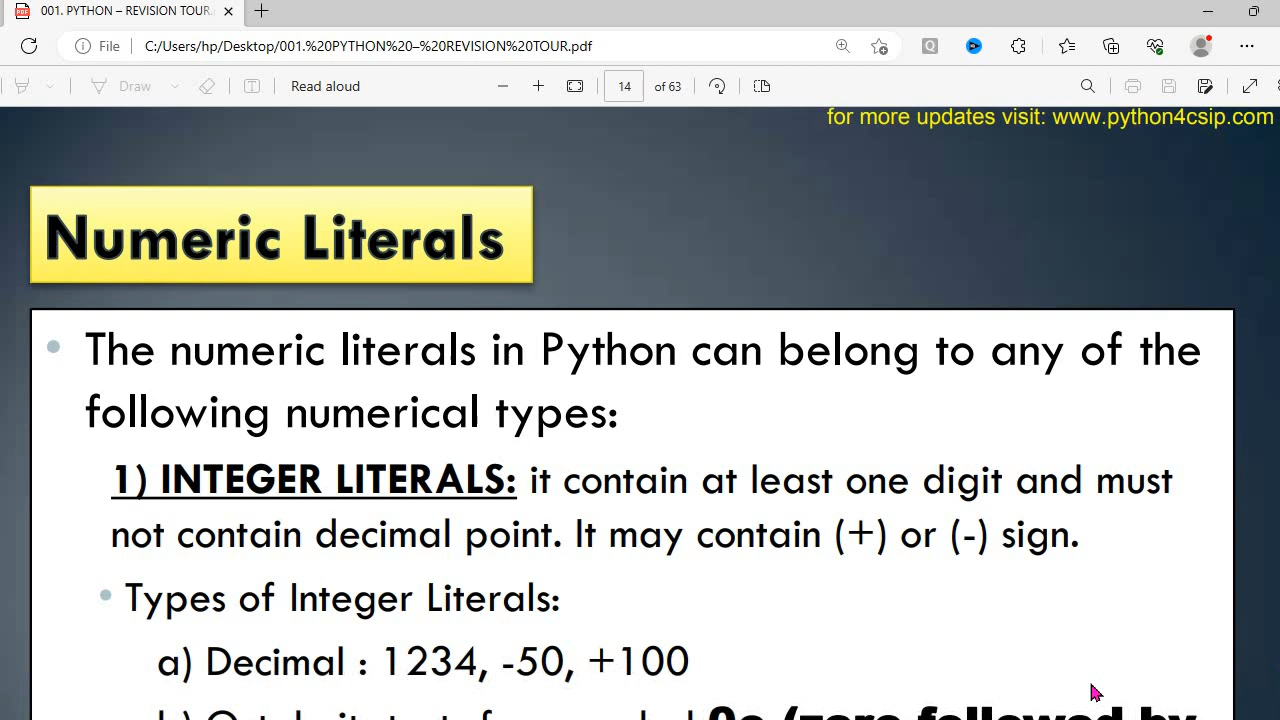 001. PYTHON – REVISION TOUR.
File C:/Users/hp/Desktop/001.%20PYTHON%20–%20REVISION%20TOUR.pdf
Draw Read aloud 14 of 63
for more updates visit: www.python4csip.com
Numeric Literals
• The numeric literals in Python can belong to any of the
following numerical types:
1) INTEGER LITERALS: it contain at least one digit and must
not contain decimal point. It may contain (+) or (-) sign.
• Types of Integer Literals:
a) Decimal : 1234, -50, +100